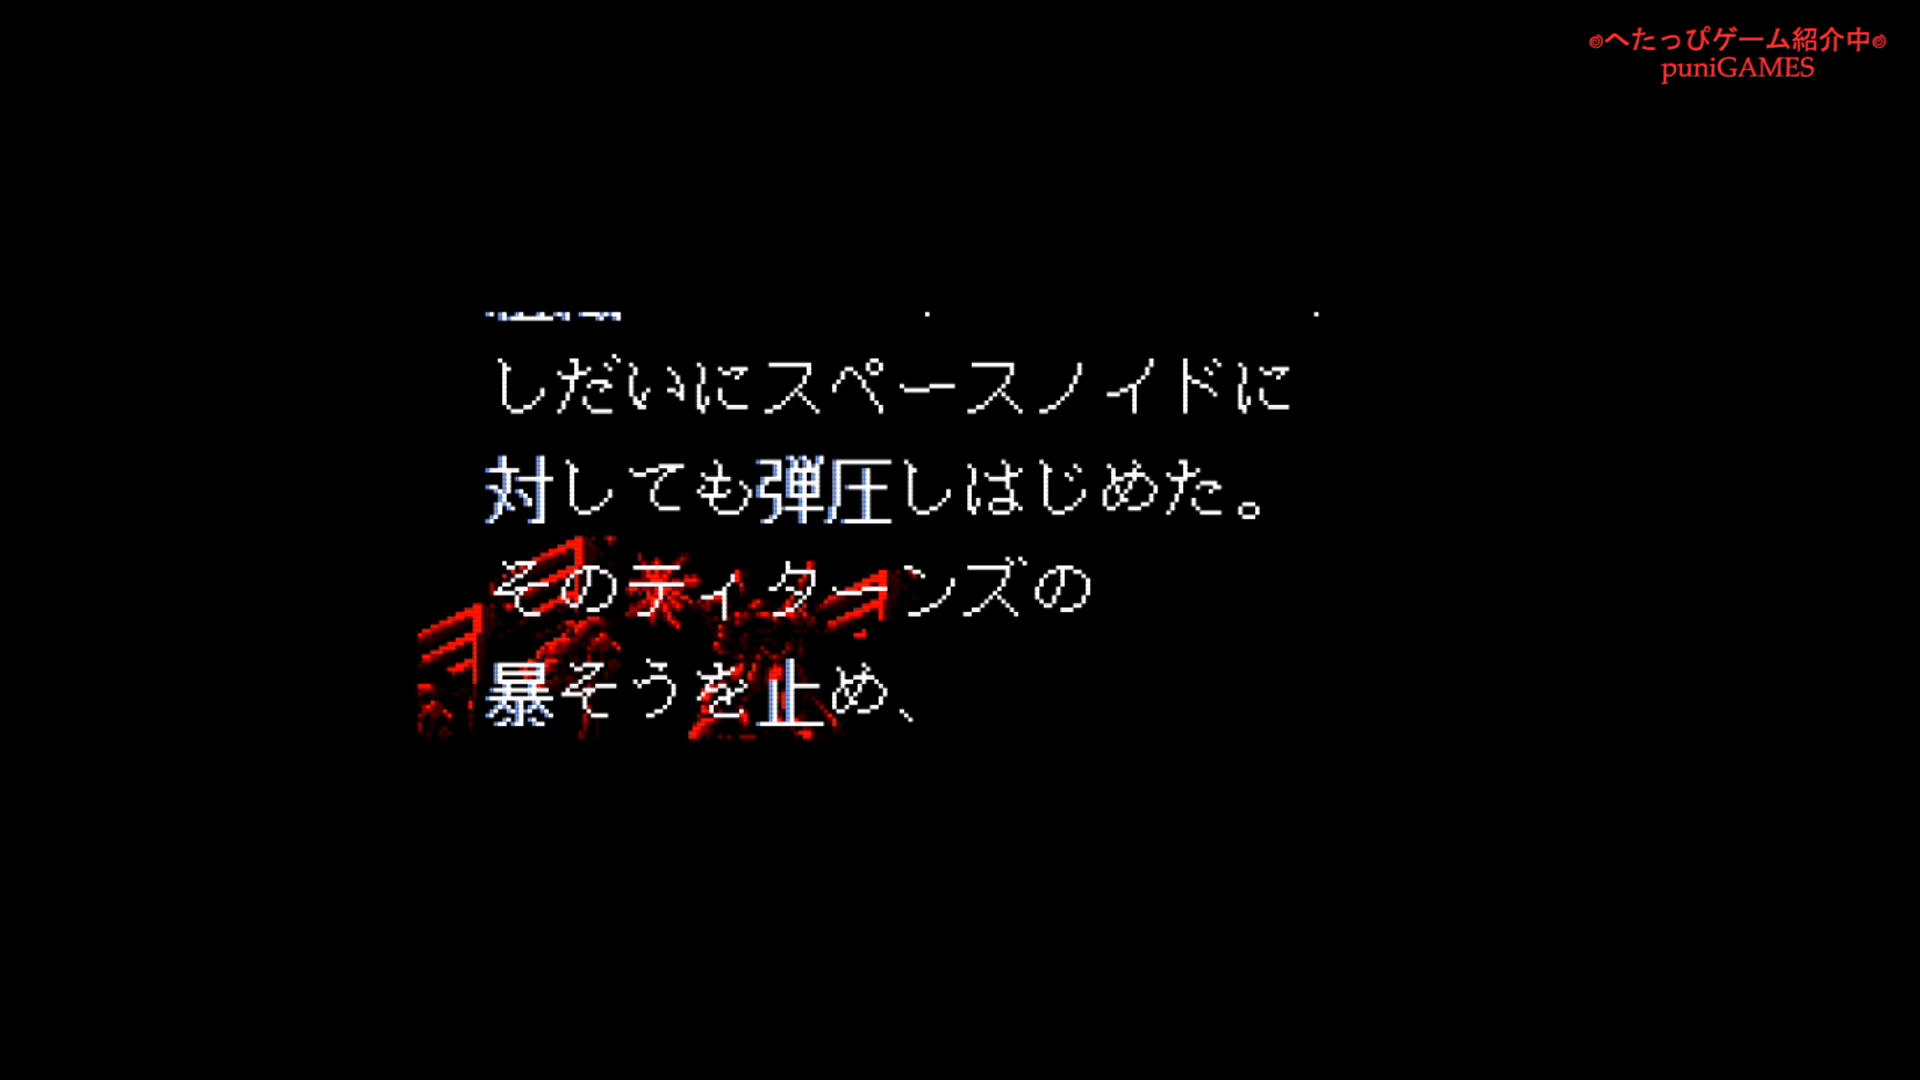 ๑へたっぴゲーム紹介中๑
puniGAMES
しだいにスペースノイドに
対しても弾圧しはじめた。
そのティターンズの
暴そうを止め、